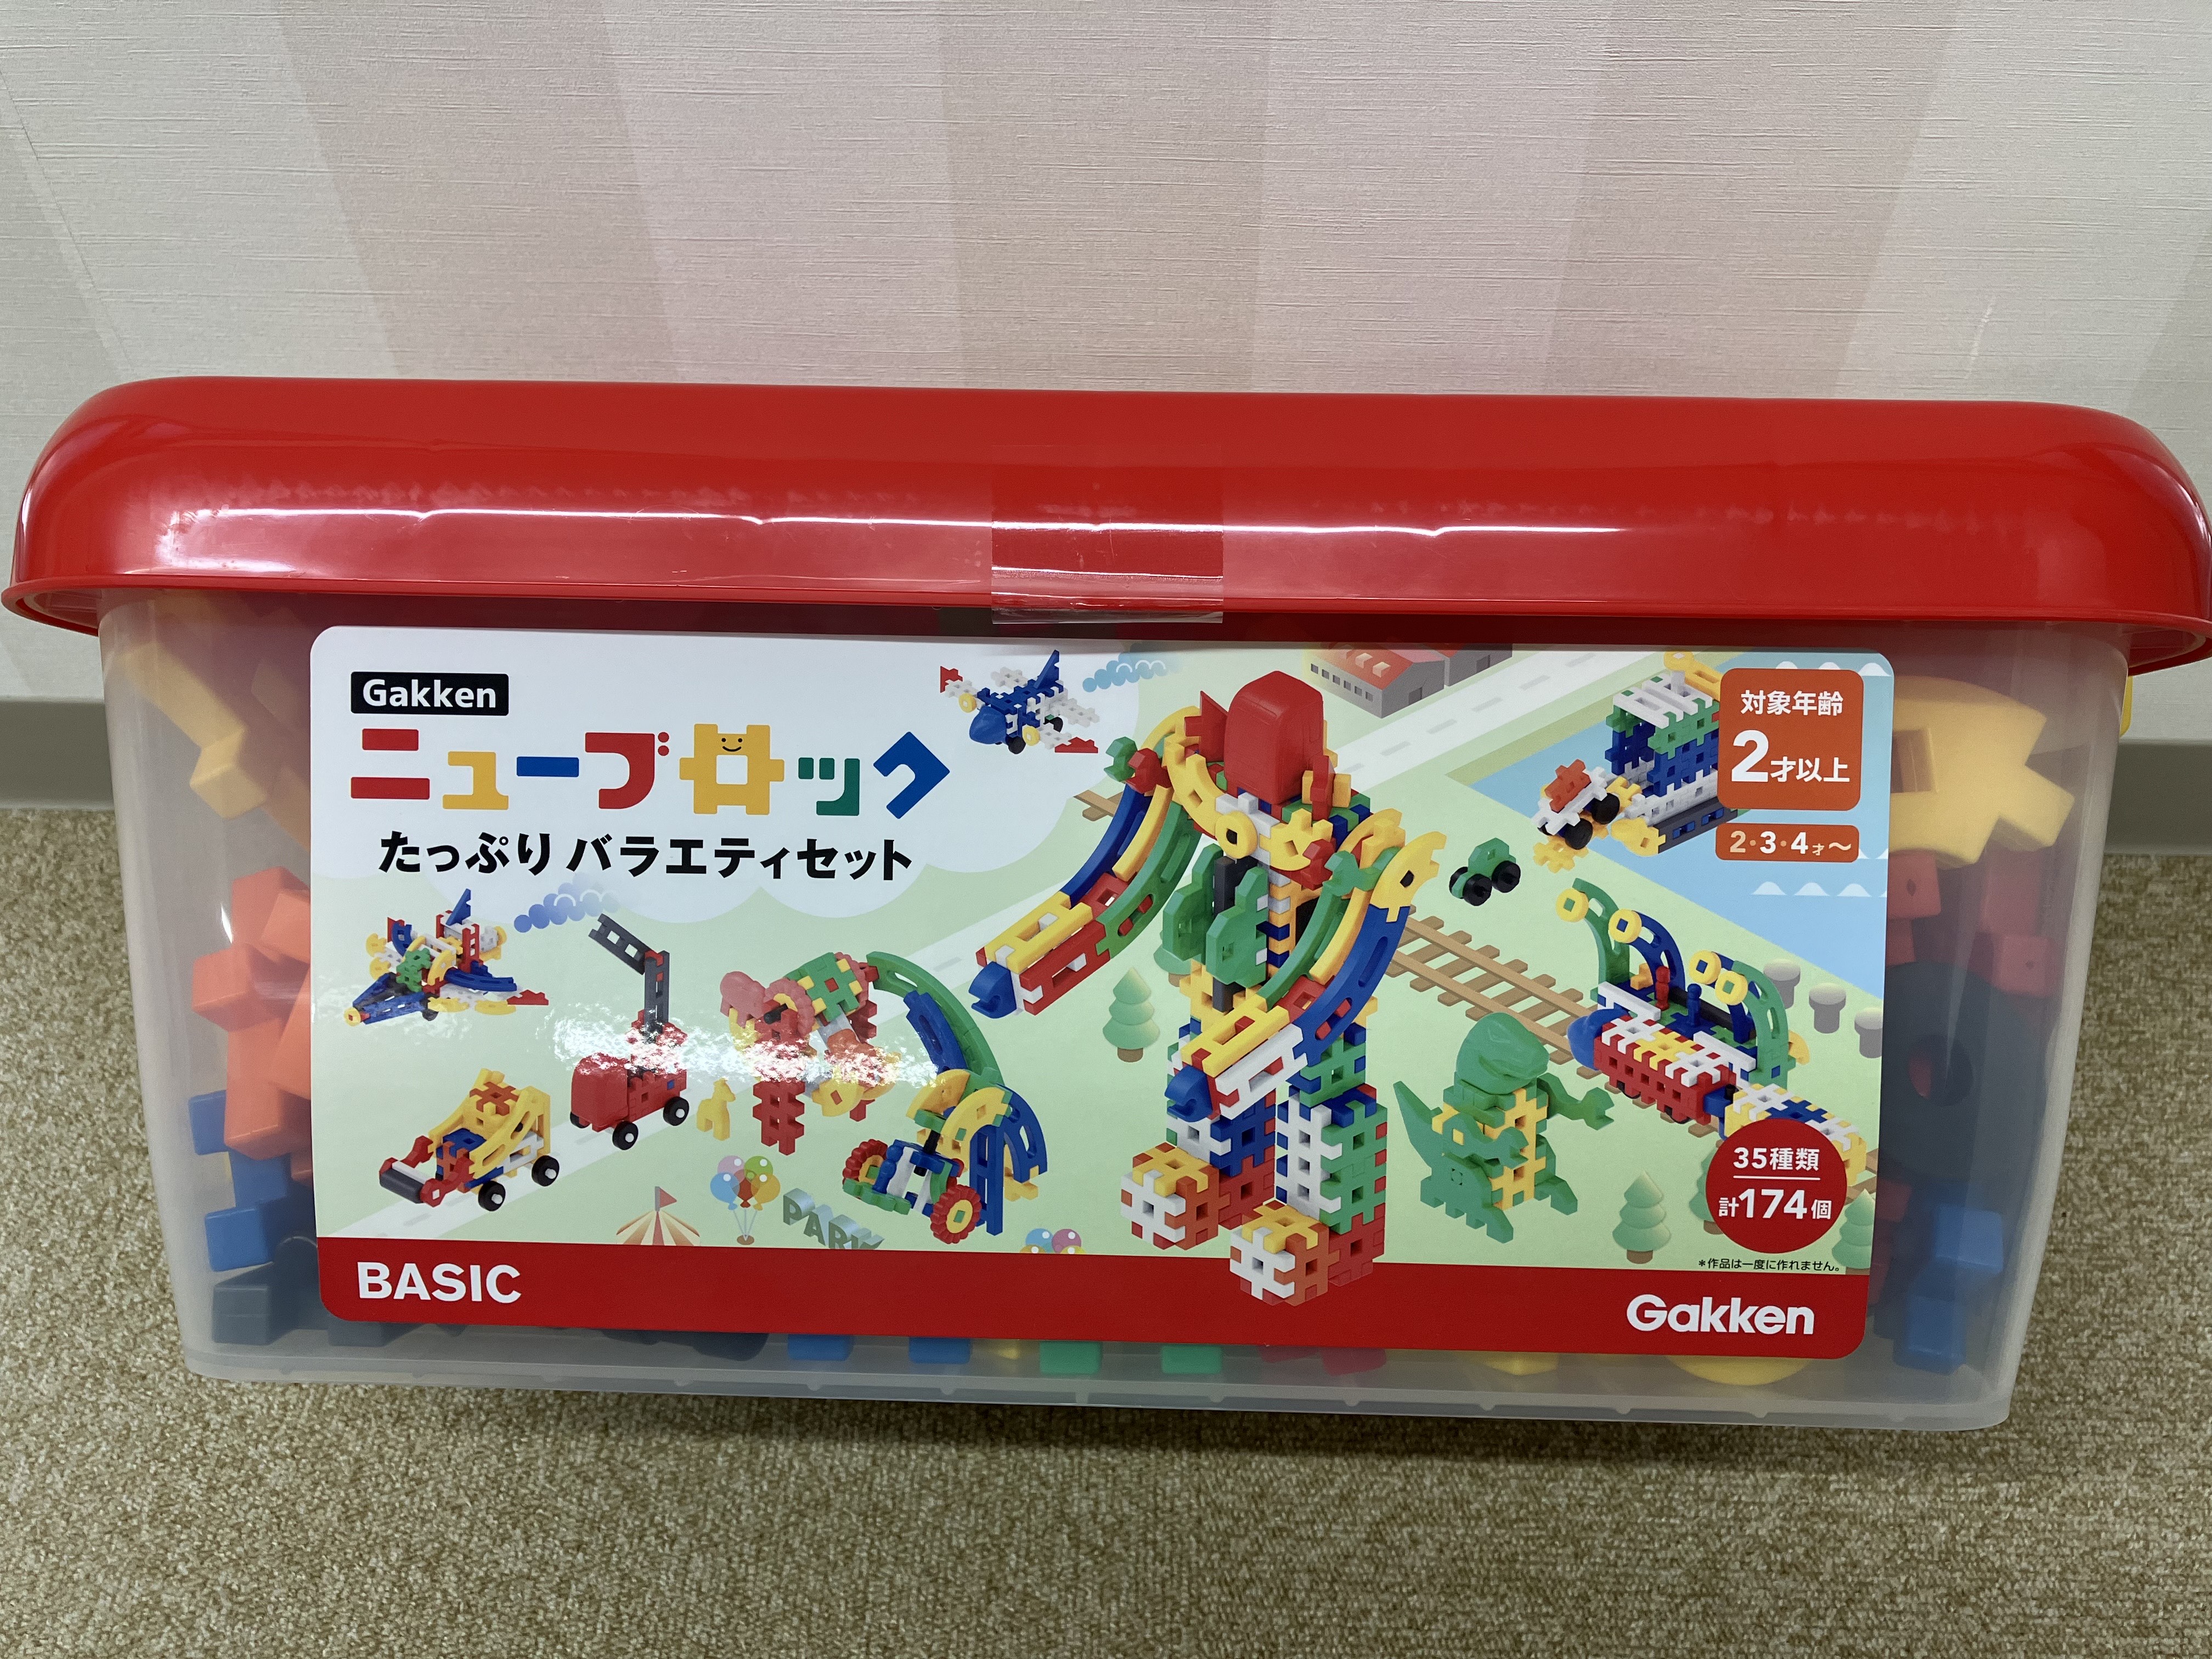 Gakken
ニューブロック
たっぷりバラエティセット
対象年齢
2才以上
2・3・4才〜
PARK
35種類
計174個
*作品は一度に作れません。
BASIC
Gakken